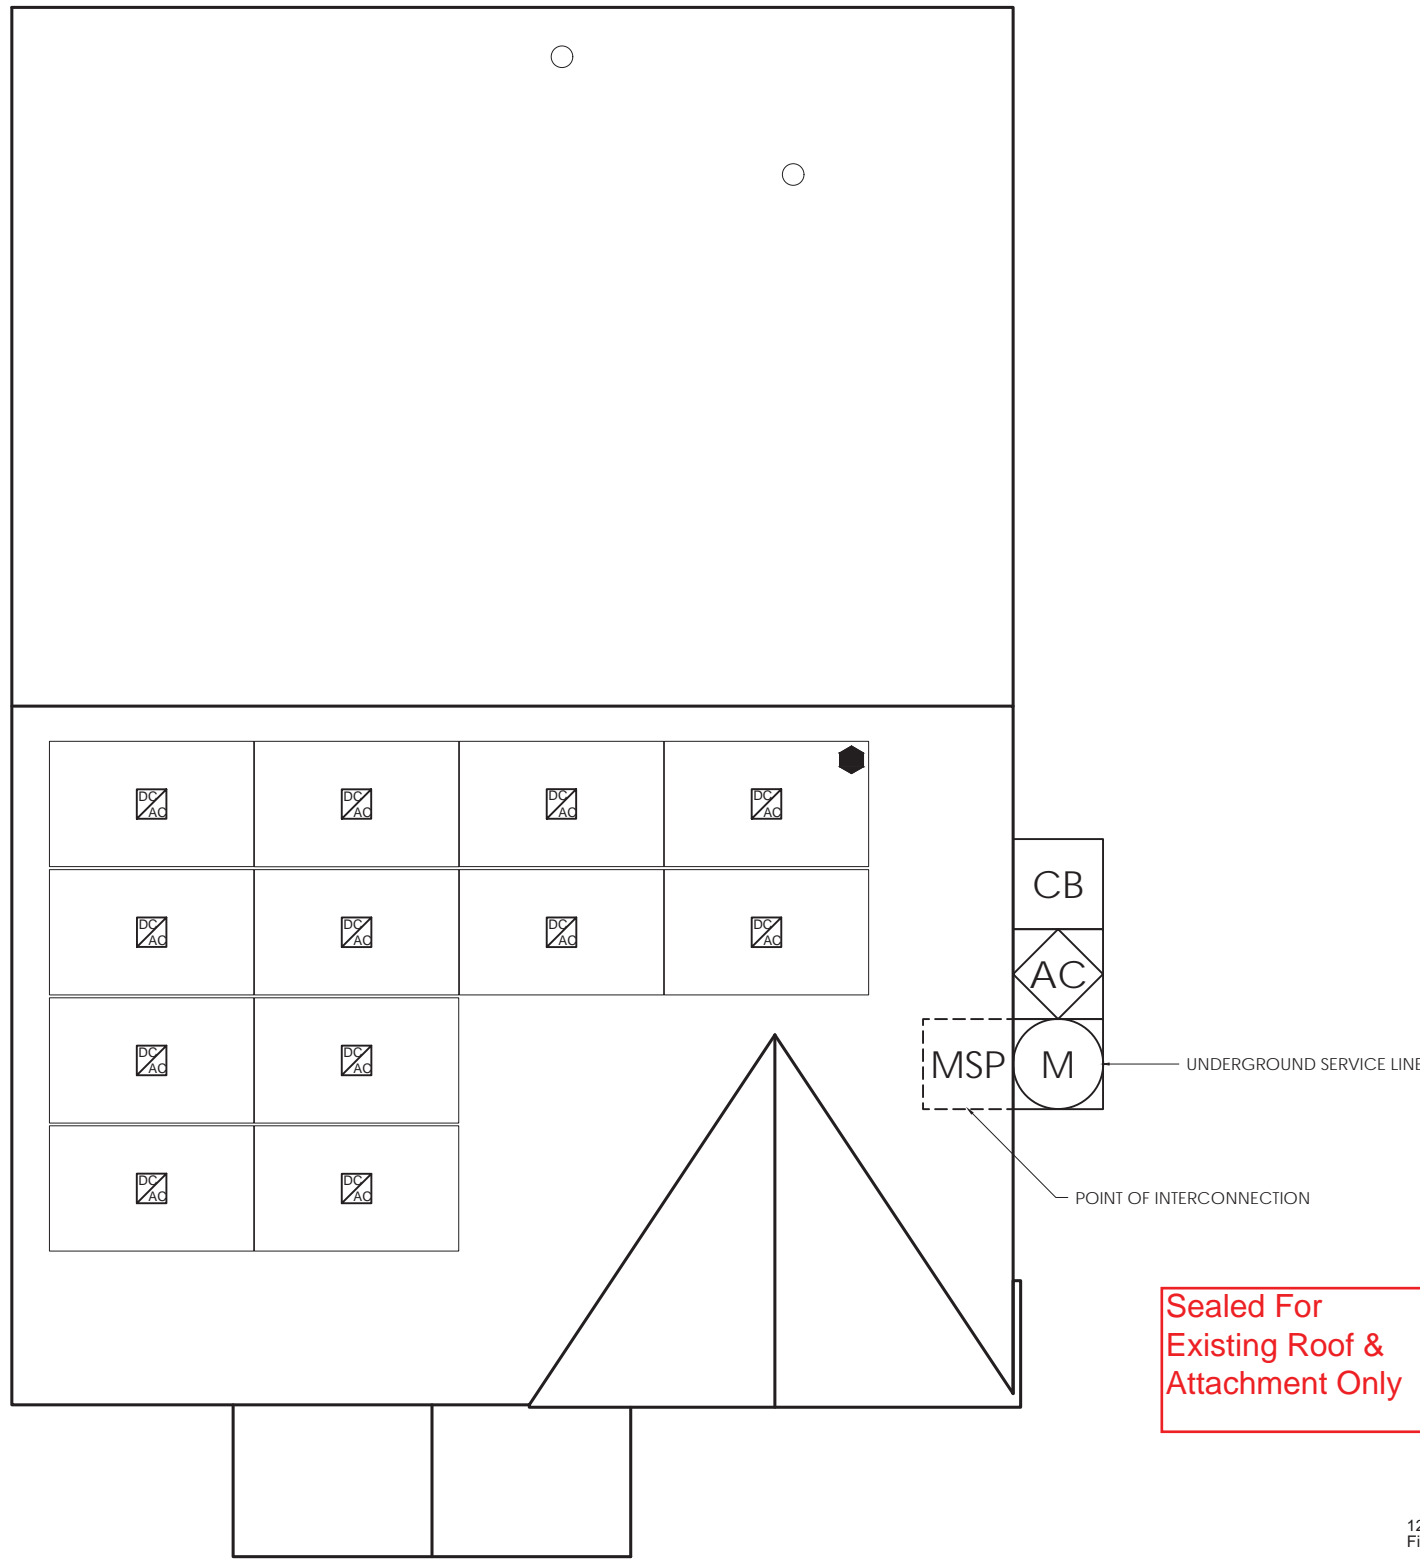 DC AC DC AC DC AC DC AC
DC AC DC AC DC AC DC AC
CB
AC
DC AC DC AC
MSP M UNDERGROUND SERVICE LINE
DC AC DC AC
POINT OF INTERCONNECTION
Sealed For
Existing Roof &
Attachment Only
12
Fi